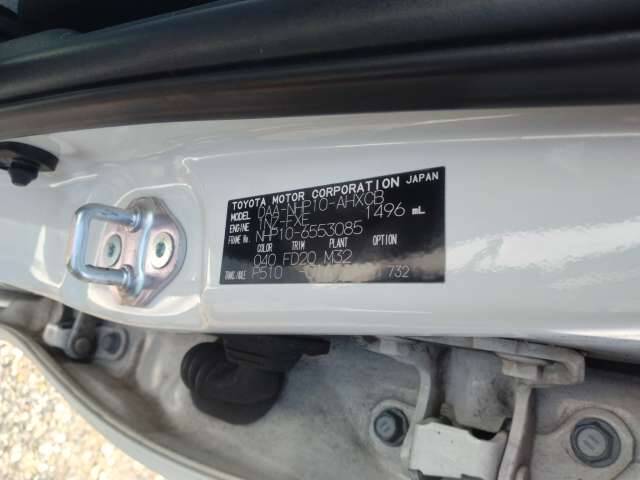 TOYOTA MOTOR CORPORATION JAPAN
MODEL DAA-NHP10-AHXCB
ENGINE 1NZ-FXE 1496 mL
FRAME No. NHP10-6553085
COLOR TRIM PLANT OPTION
040 FD20 M32
TRANS./AXLE P510 732